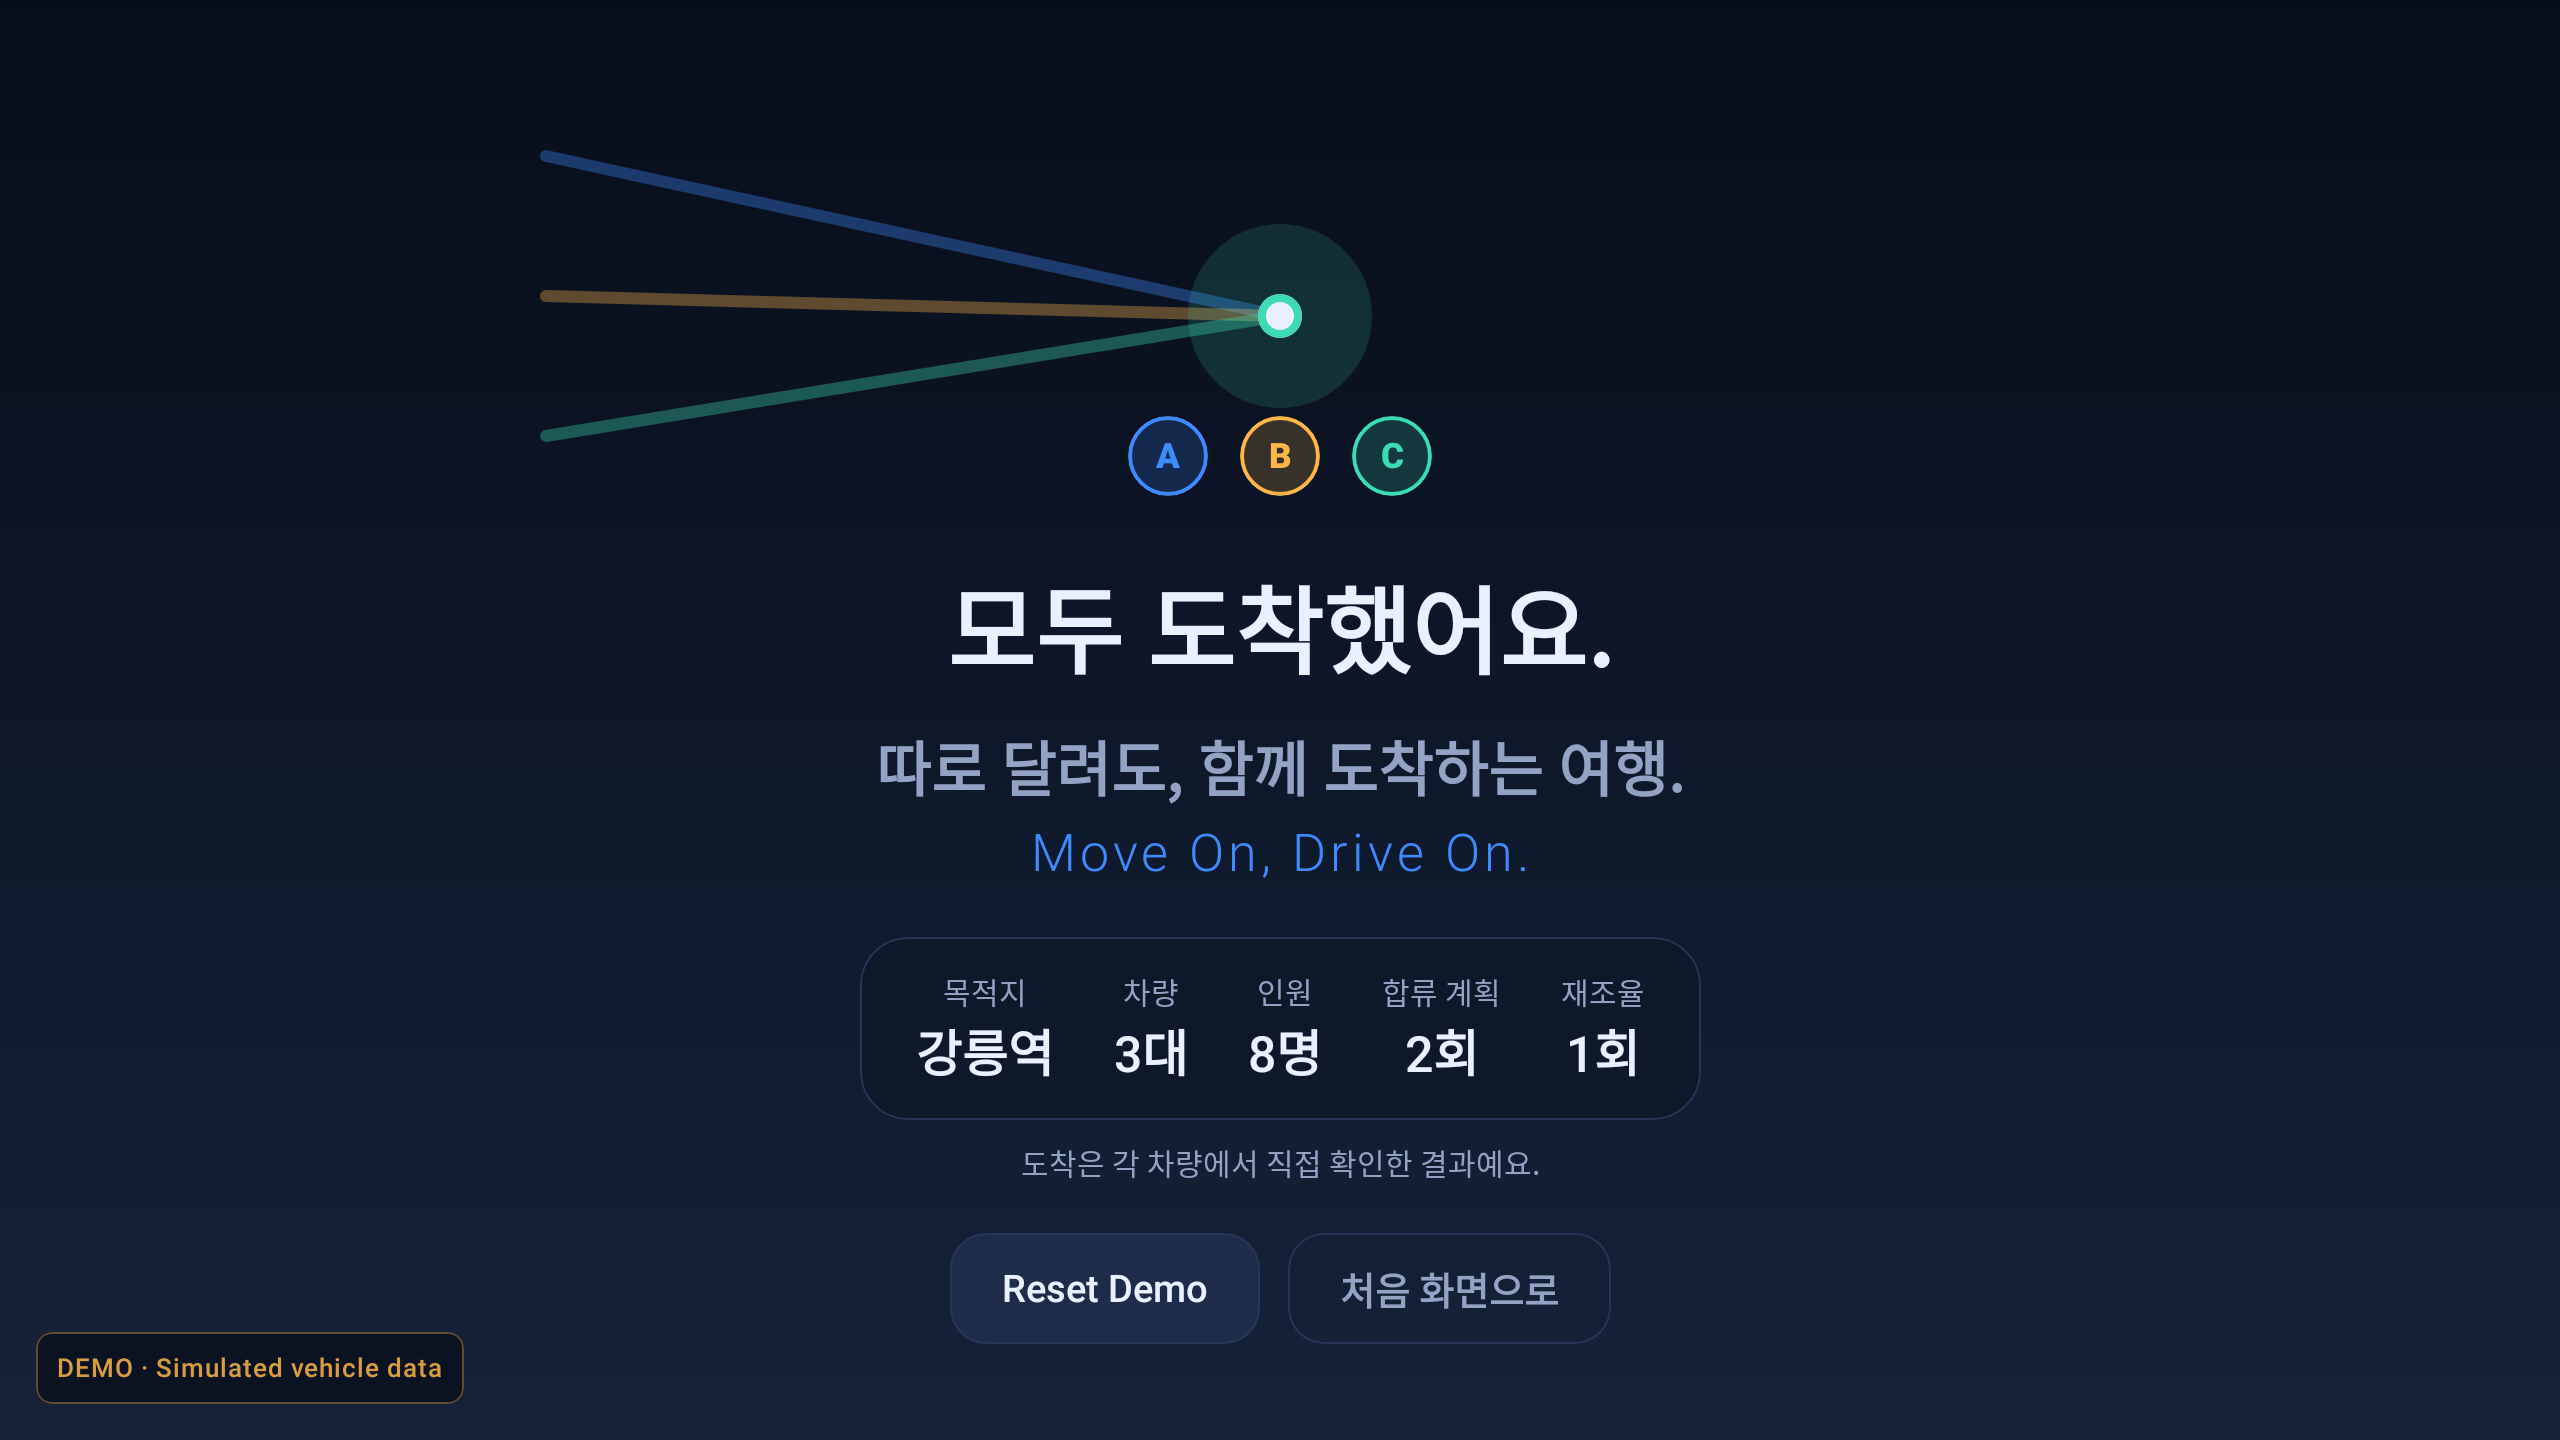 A B C
모두 도착했어요.
따로 달려도, 함께 도착하는 여행.
Move On, Drive On.
목적지 차량 인원 합류 계획 재조율
강릉역 3대 8명 2회 1회
도착은 각 차량에서 직접 확인한 결과예요.
Reset Demo 처음 화면으로
DEMO · Simulated vehicle data